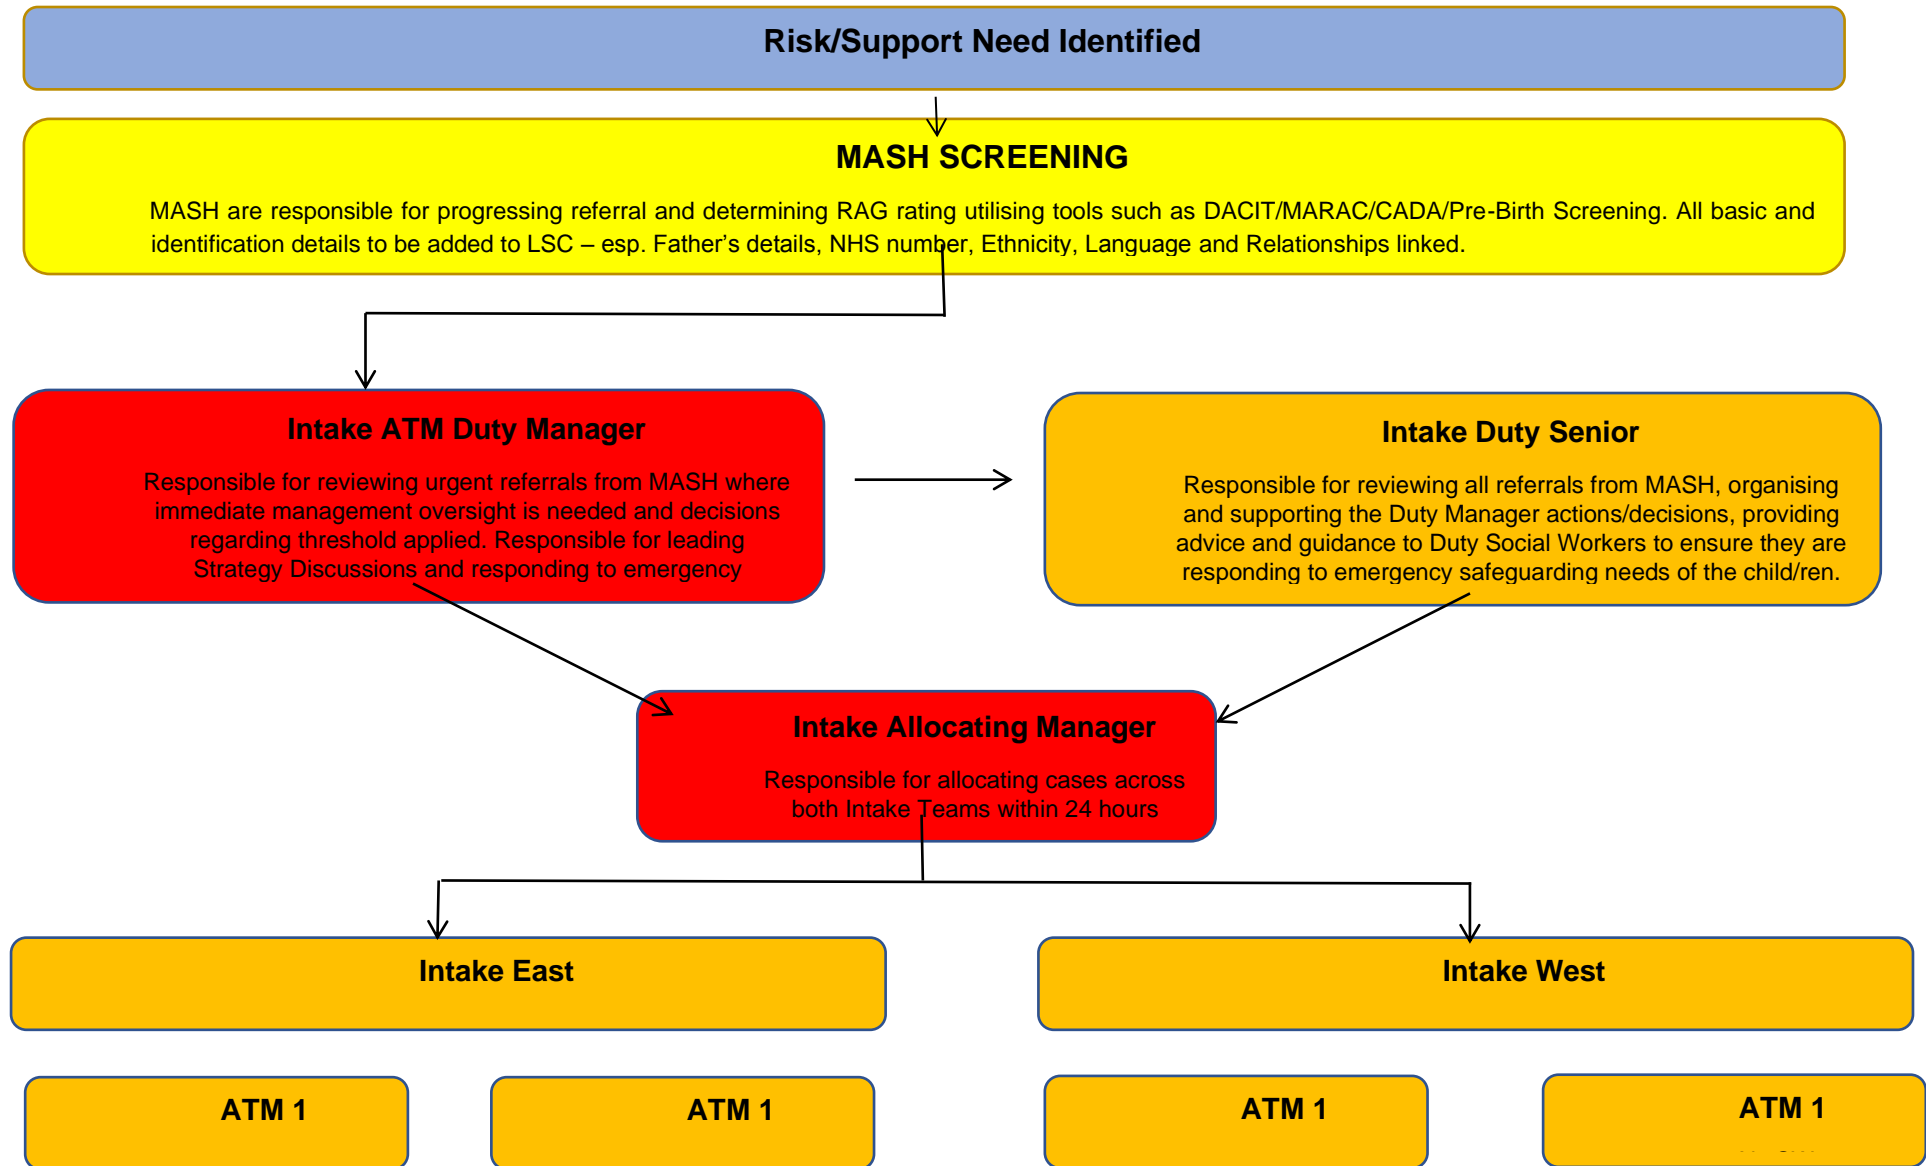 Risk/Support Need Identified
MASH SCREENING
MASH are responsible for progressing referral and determining RAG rating utilising tools such as DACIT/MARAC/CADA/Pre-Birth Screening. All basic and
identification details to be added to LSC – esp. Father's details, NHS number, Ethnicity, Language and Relationships linked.
Intake ATM Duty Manager
Responsible for reviewing urgent referrals from MASH where
immediate management oversight is needed and decisions
regarding threshold applied. Responsible for leading
Strategy Discussions and responding to emergency
Intake Duty Senior
Responsible for reviewing all referrals from MASH, organising
and supporting the Duty Manager actions/decisions, providing
advice and guidance to Duty Social Workers to ensure they are
responding to emergency safeguarding needs of the child/ren.
Intake Allocating Manager
Responsible for allocating cases across
both Intake Teams within 24 hours
Intake East
Intake West
ATM 1
ATM 1
ATM 1
ATM 1